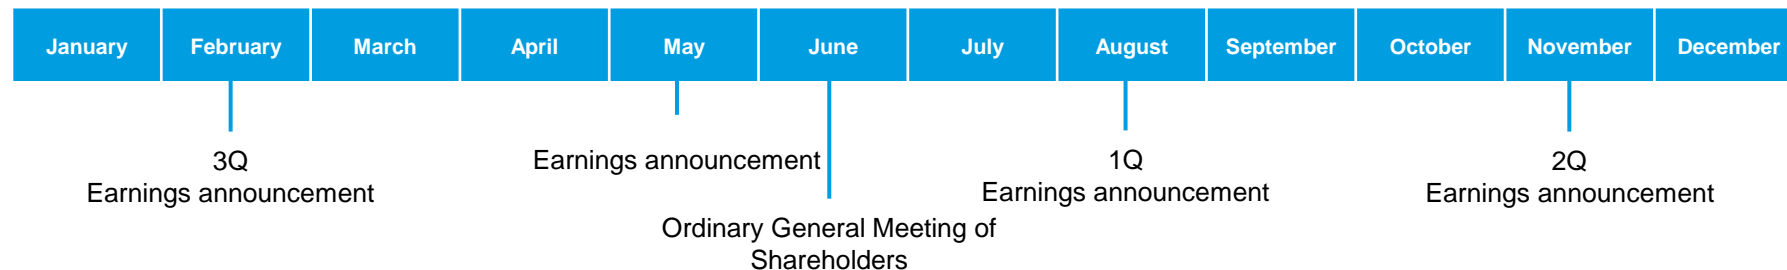 January February March April May June July August September October November December
3Q
Earnings announcement
Earnings announcement
Ordinary General Meeting of
Shareholders
1Q
Earnings announcement
2Q
Earnings announcement